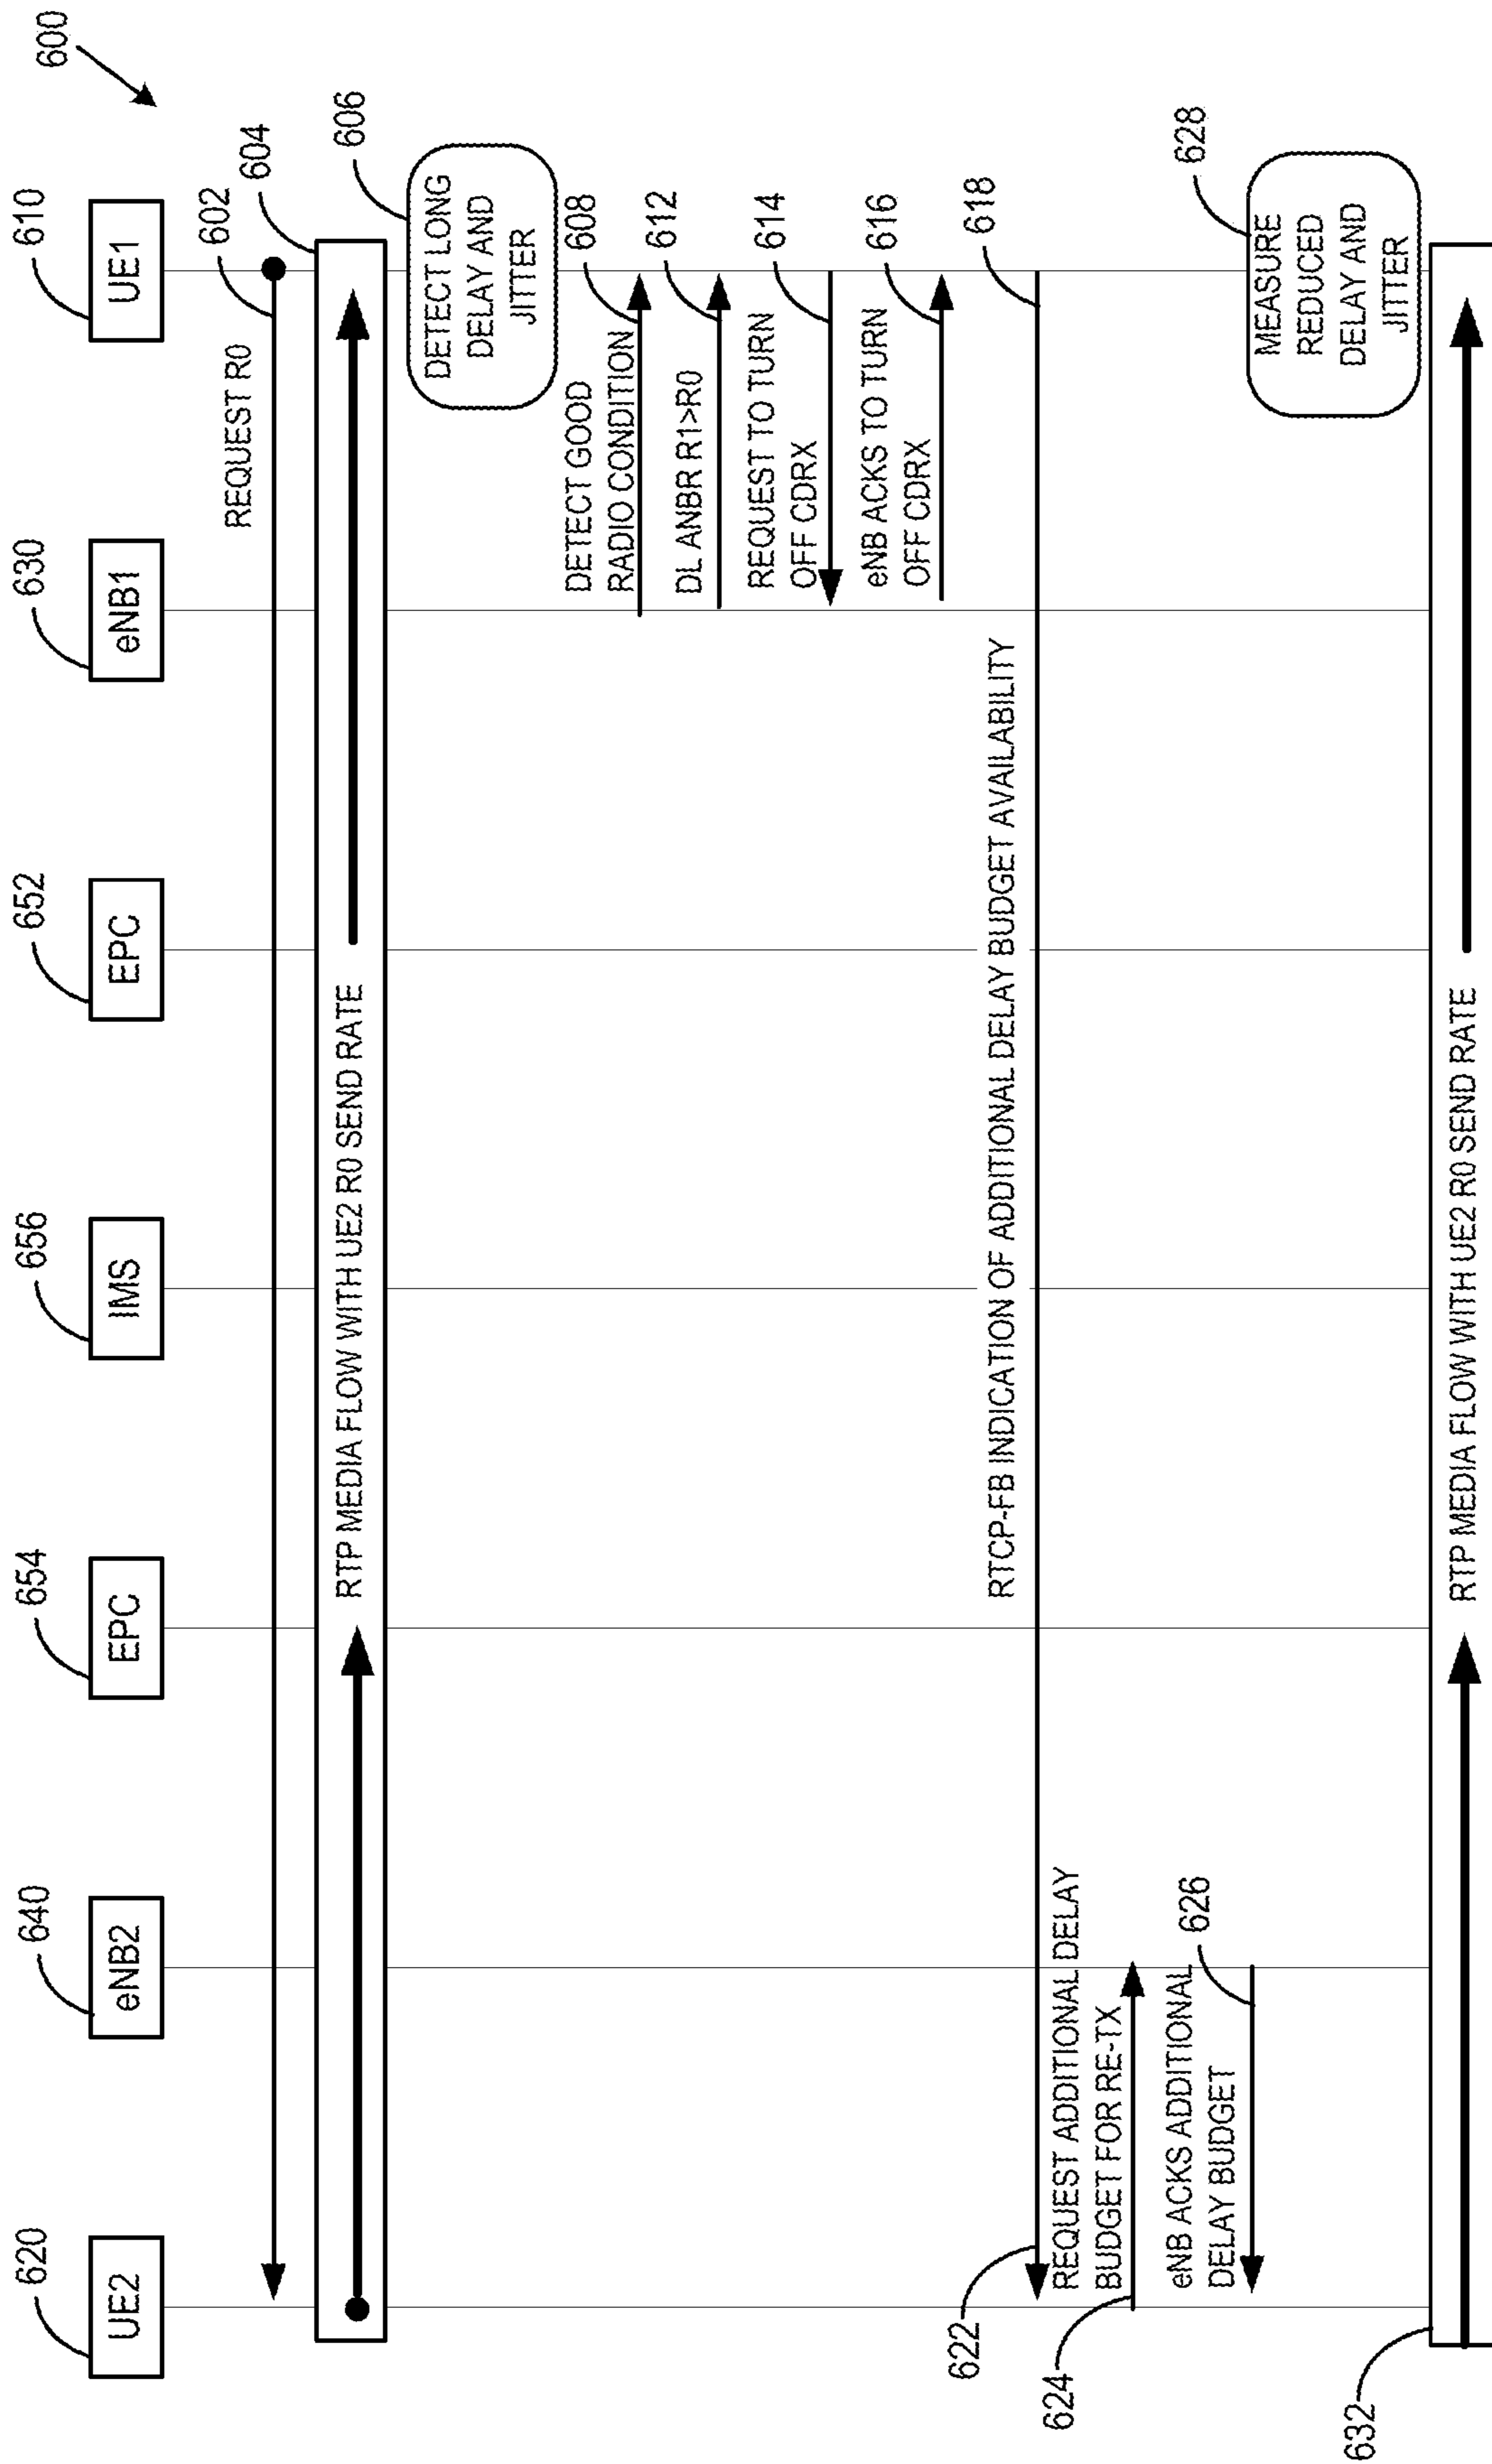 600
620
640
654
656
652
630
610
UE2
eNB2
EPC
IMS
EPC
eNB1
UE1
REQUEST R0
602
604
RTP MEDIA FLOW WITH UE2 R0 SEND RATE
606
DETECT LONG
DELAY AND
JITTER
DETECT GOOD
RADIO CONDITION
608
DL ANBR R1>R0
612
REQUEST TO TURN
OFF CDRX
614
eNB ACKS TO TURN
OFF CDRX
616
RTCP-FB INDICATION OF ADDITIONAL DELAY BUDGET AVAILABILITY
618
622
REQUEST ADDITIONAL DELAY
BUDGET FOR RE-TX
624
eNB ACKS ADDITIONAL
DELAY BUDGET
626
MEASURE
REDUCED
DELAY AND
JITTER
628
632
RTP MEDIA FLOW WITH UE2 R0 SEND RATE